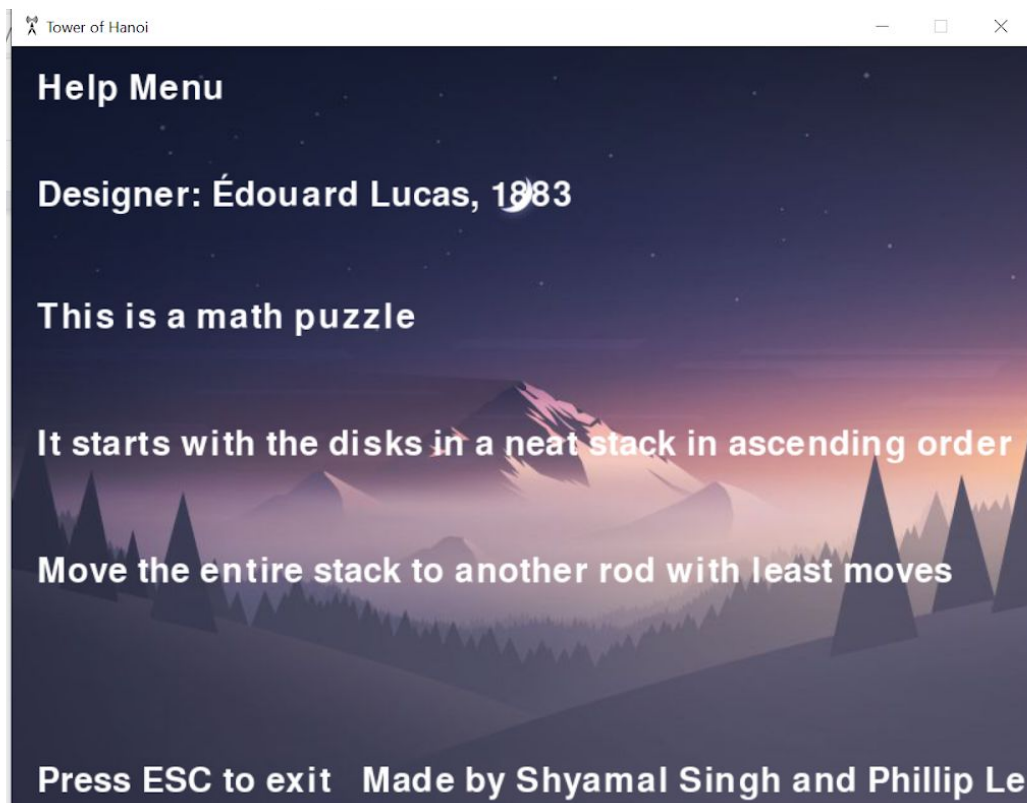 Tower of Hanoi
Help Menu
Designer: Édouard Lucas, 1883
This is a math puzzle
It starts with the disks in a neat stack in ascending order
Move the entire stack to another rod with least moves
Press ESC to exit Made by Shyamal Singh and Phillip Le